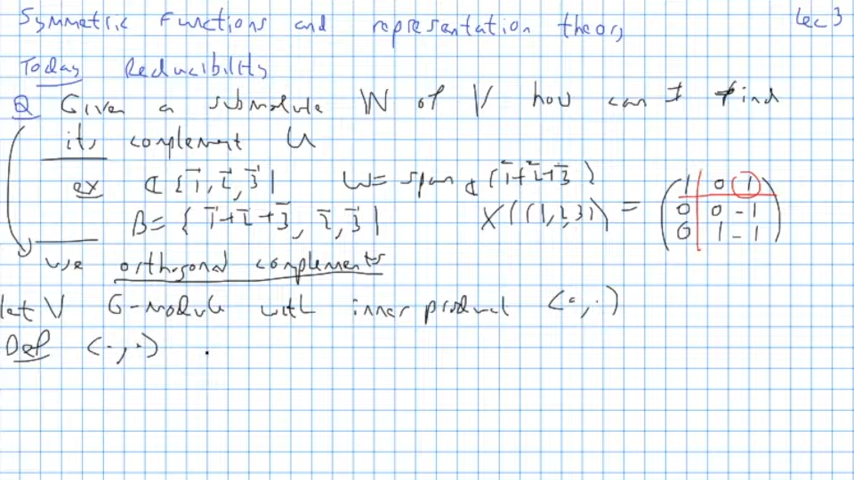 Symmetric Functions and representation theory Lec 3
Today Reducibility
Q Given a submodule W of V how can I find
its complement U
ex ℂ{1̄, 2̄, 3̄} W = span ℂ{1̄+2̄+3̄}
B = {1̄+2̄+3̄, 2̄, 3̄} X((1,2,3)) = (1 0 1
0 0 -1
0 1 -1)
use orthogonal complements
let V G-module with inner product <·,·>
Def <·,·>